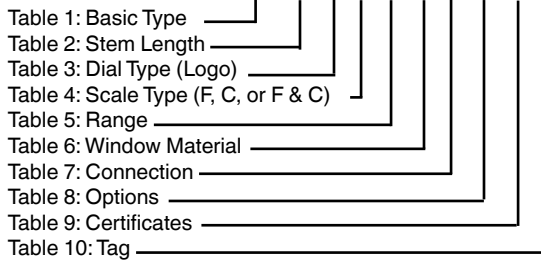 Table 1: Basic Type
Table 2: Stem Length
Table 3: Dial Type (Logo)
Table 4: Scale Type (F, C, or F & C)
Table 5: Range
Table 6: Window Material
Table 7: Connection
Table 8: Options
Table 9: Certificates
Table 10: Tag